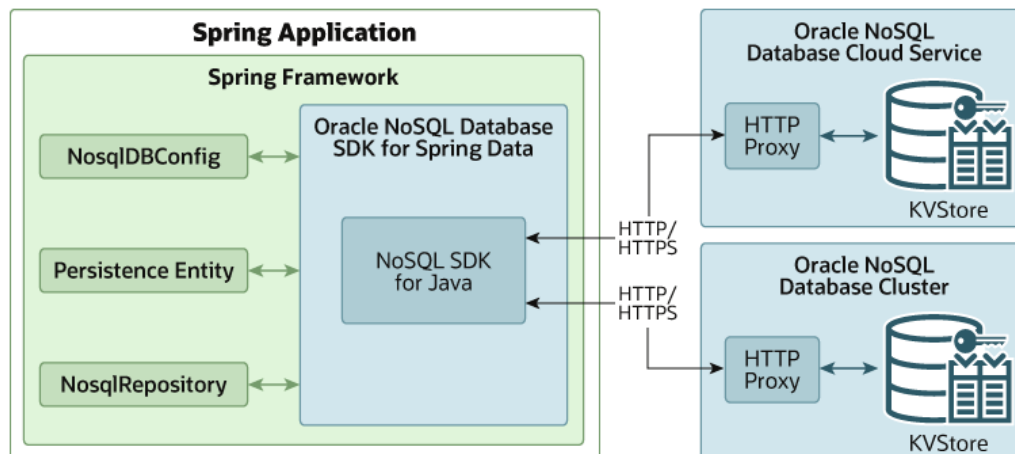 Spring Application
Spring Framework
NosqlDBConfig
Persistence Entity
NosqlRepository
Oracle NoSQL Database
SDK for Spring Data
NoSQL SDK
for Java
HTTP/
HTTPS
HTTP/
HTTPS
Oracle NoSQL
Database Cloud Service
HTTP
Proxy
KVStore
Oracle NoSQL
Database Cluster
HTTP
Proxy
KVStore